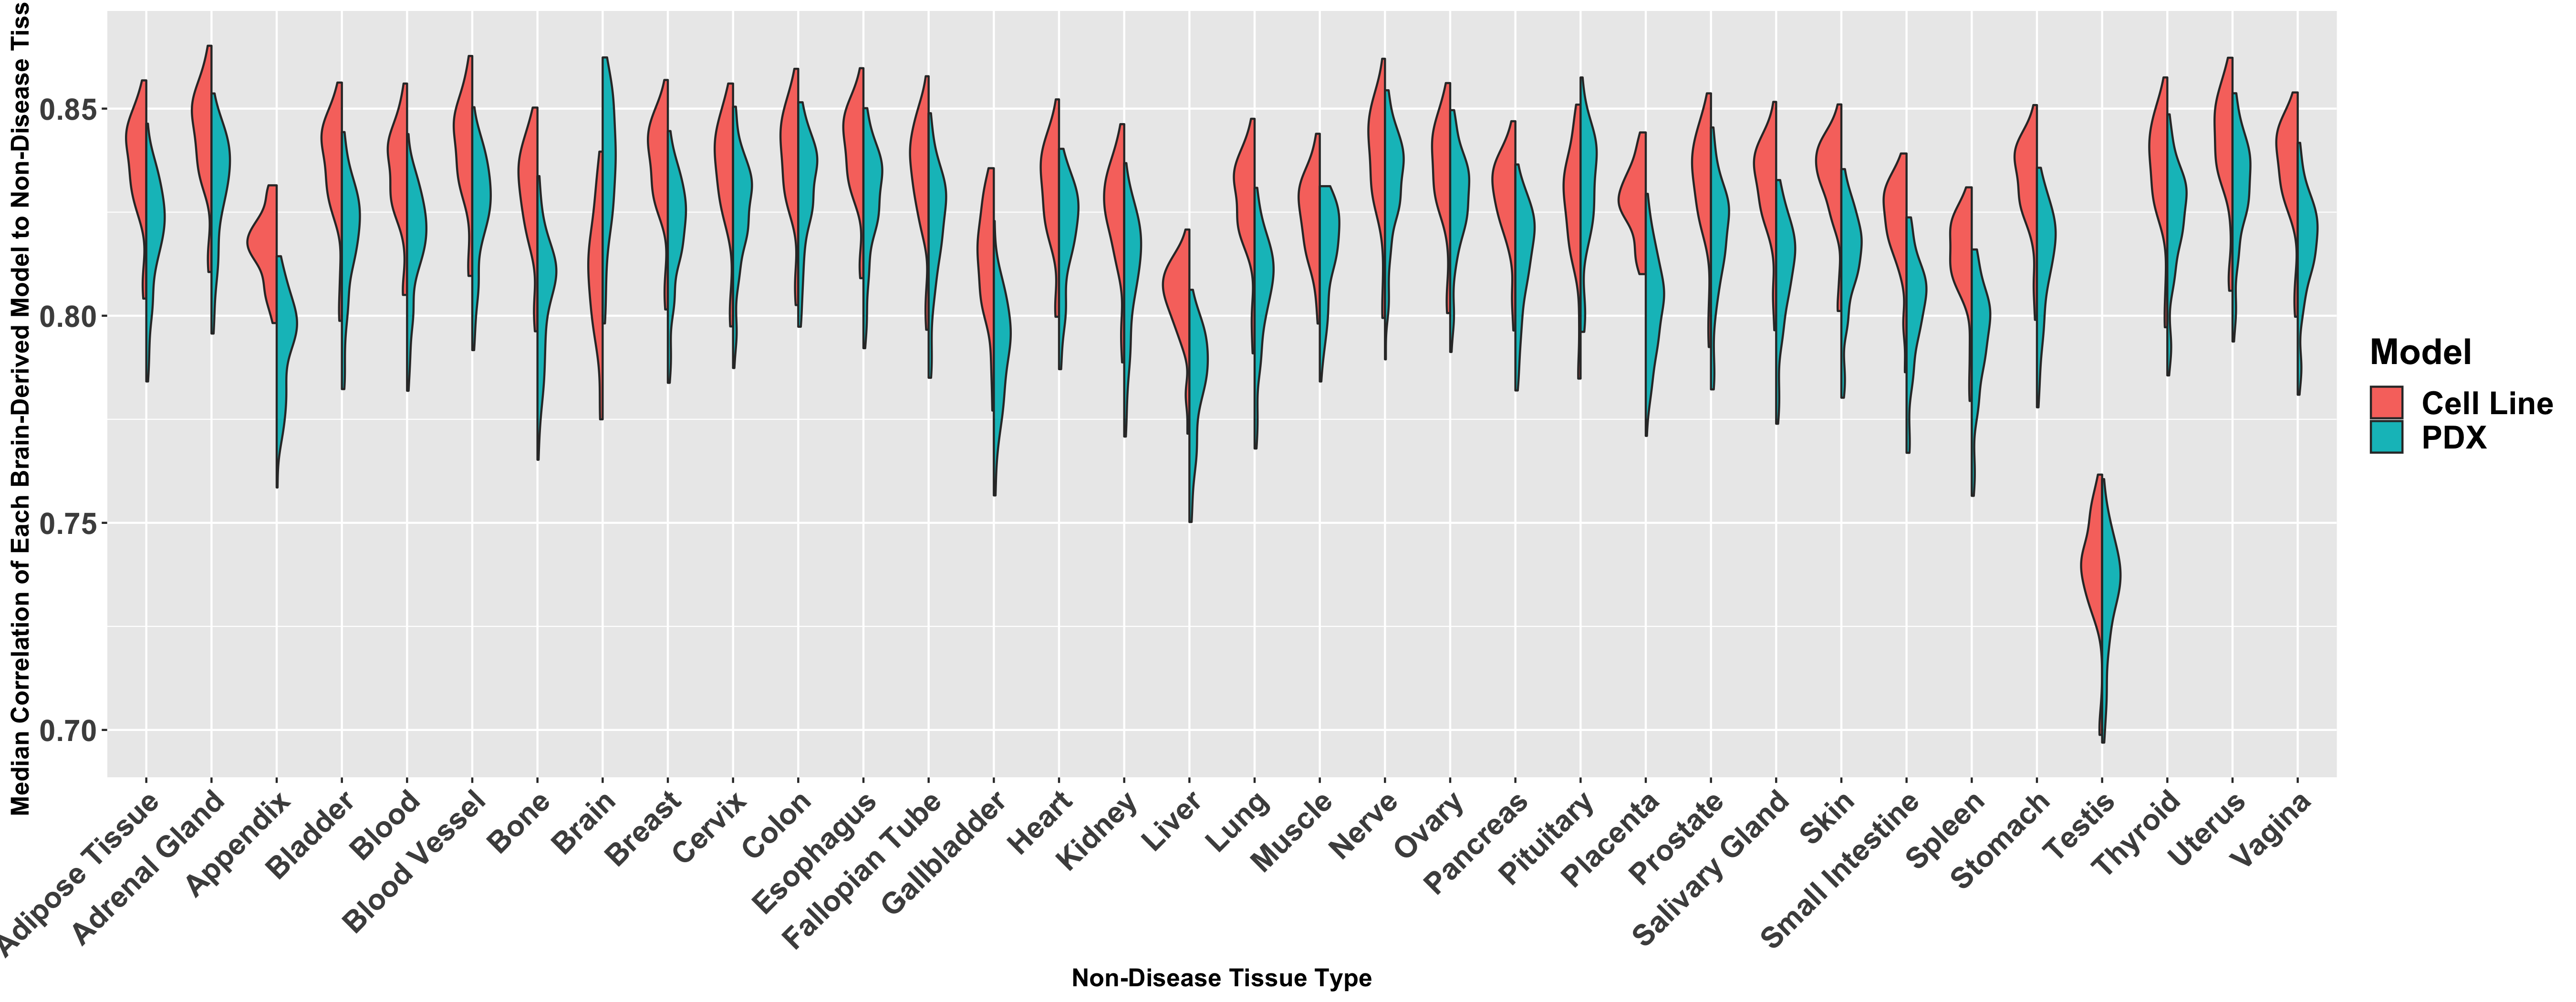 Median Correlation of Each Brain-Derived Model to Non-Disease Tiss
0.85
0.80
0.75
0.70
Adipose Tissue
Adrenal Gland
Appendix
Bladder
Blood
Blood Vessel
Bone
Brain
Breast
Cervix
Colon
Esophagus
Fallopian Tube
Gallbladder
Heart
Kidney
Liver
Lung
Muscle
Nerve
Ovary
Pancreas
Pituitary
Placenta
Prostate
Salivary Gland
Skin
Small Intestine
Spleen
Stomach
Testis
Thyroid
Uterus
Vagina
Non-Disease Tissue Type
Model
Cell Line
PDX